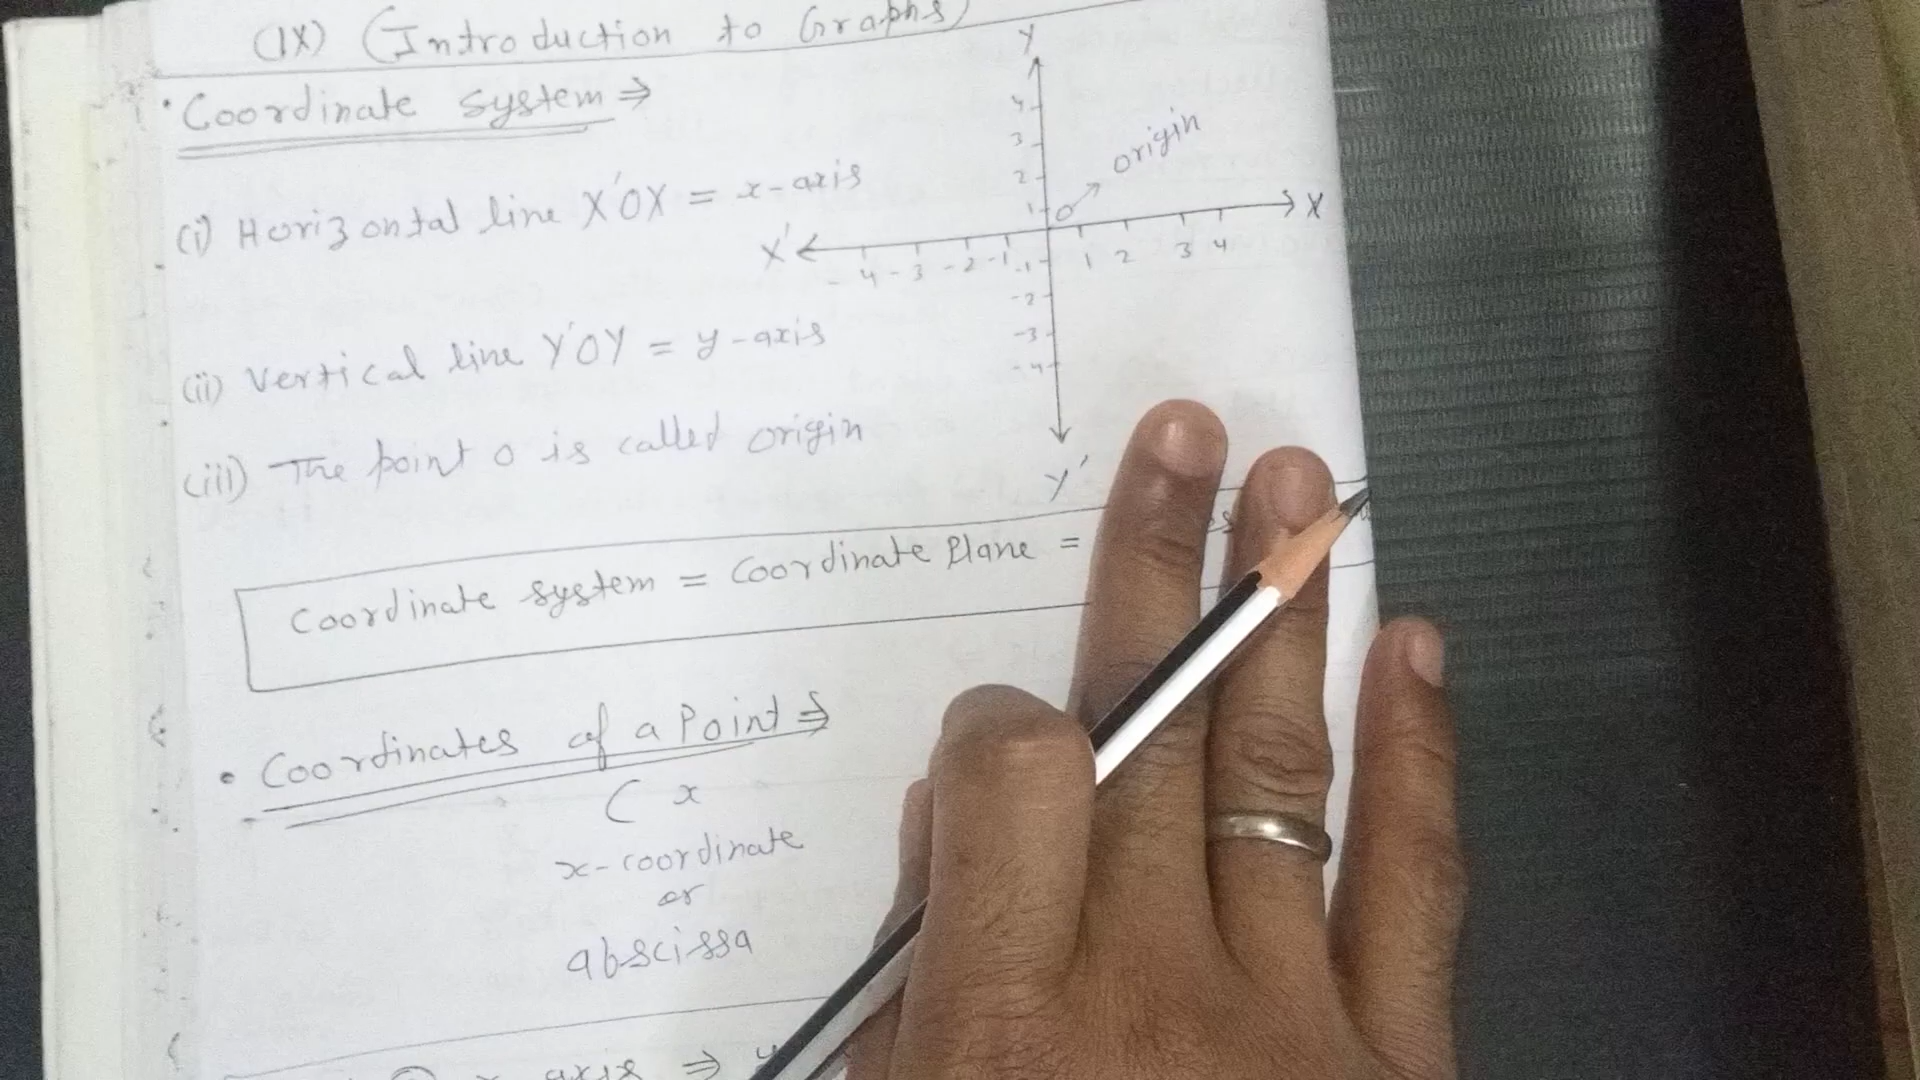 (IX) (Introduction to Graphs)
• Coordinate system ⇒
(i) Horizontal line X'OX = x-axis
(ii) Vertical line Y'OY = y-axis
(iii) The point O is called origin
Y
4
3
2
1
O origin
X' X
-4 -3 -2 -1 1 2 3 4
-1
-2
-3
-4
Y'
Coordinate system = Coordinate Plane =
• Coordinates of a Point ⇒
( x
x-coordinate
or
abscissa
axis ⇒